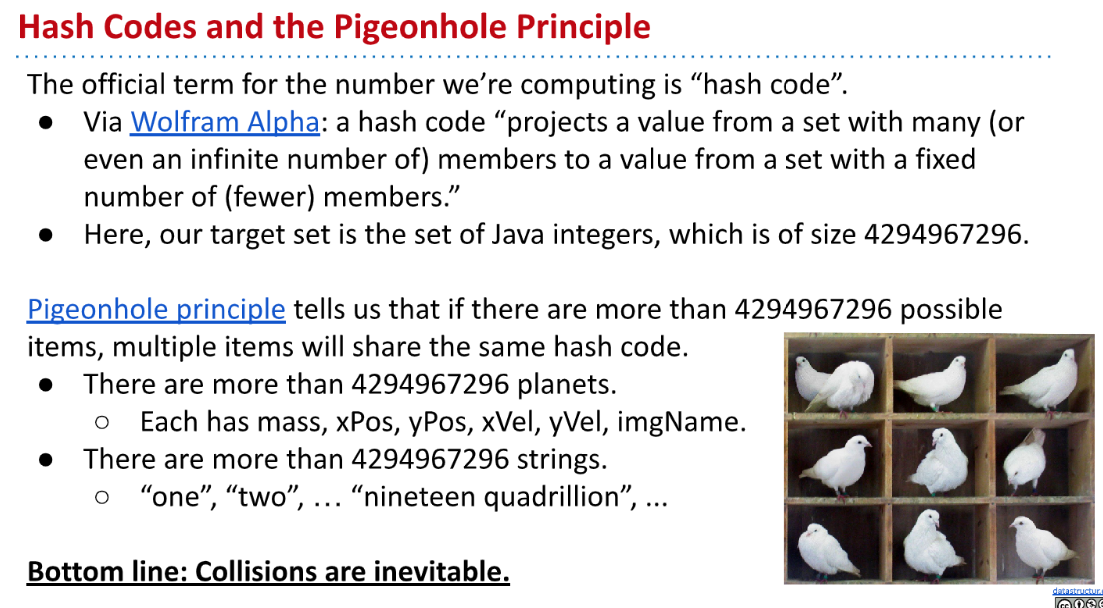 Hash Codes and the Pigeonhole Principle
The official term for the number we’re computing is “hash code”.
● Via Wolfram Alpha: a hash code “projects a value from a set with many (or
even an infinite number of) members to a value from a set with a fixed
number of (fewer) members.”
● Here, our target set is the set of Java integers, which is of size 4294967296.
Pigeonhole principle tells us that if there are more than 4294967296 possible
items, multiple items will share the same hash code.
● There are more than 4294967296 planets.
○ Each has mass, xPos, yPos, xVel, yVel, imgName.
● There are more than 4294967296 strings.
○ “one”, “two”, … “nineteen quadrillion”, ...
Bottom line: Collisions are inevitable.